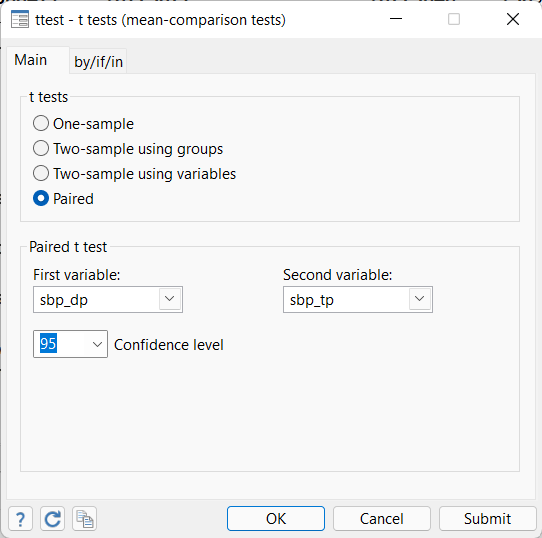 ttest - t tests (mean-comparison tests)
Main
by/if/in
t tests
One-sample
Two-sample using groups
Two-sample using variables
Paired
Paired t test
First variable:
Second variable:
sbp_dp
sbp_tp
95
Confidence level
?
OK
Cancel
Submit